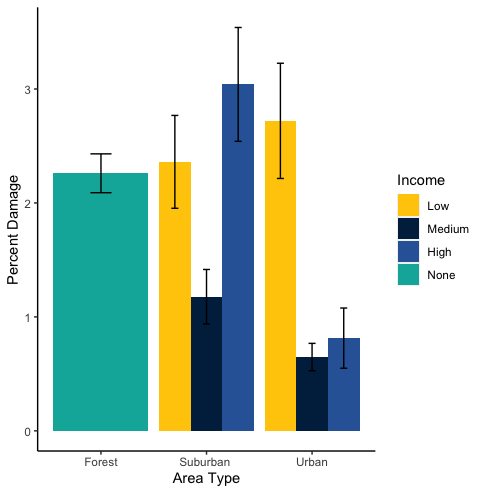 Percent Damage
3
2
1
0
Forest
Suburban
Urban
Area Type
Income
Low
Medium
High
None